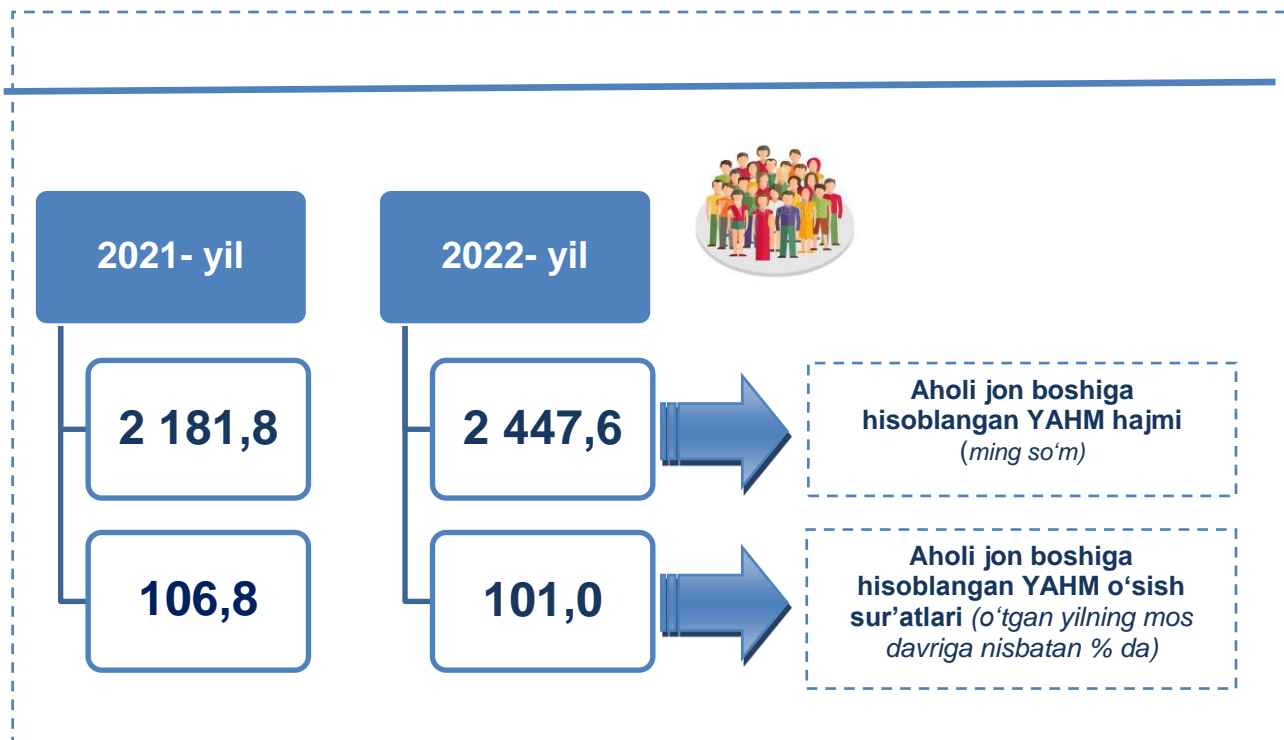 2021- yil
2022- yil
2 181,8
2 447,6
Aholi jon boshiga
hisoblangan YAHM hajmi
(ming so‘m)
106,8
101,0
Aholi jon boshiga
hisoblangan YAHM o‘sish
sur’atlari (o‘tgan yilning mos
davriga nisbatan % da)